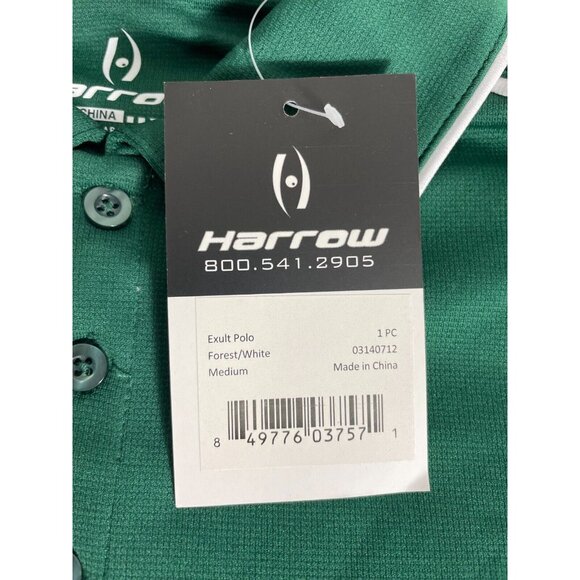 Harrow
CHINA
Harrow
800.541.2905
Exult Polo 1 PC
Forest/White 03140712
Medium Made in China
8 49776 03757 1